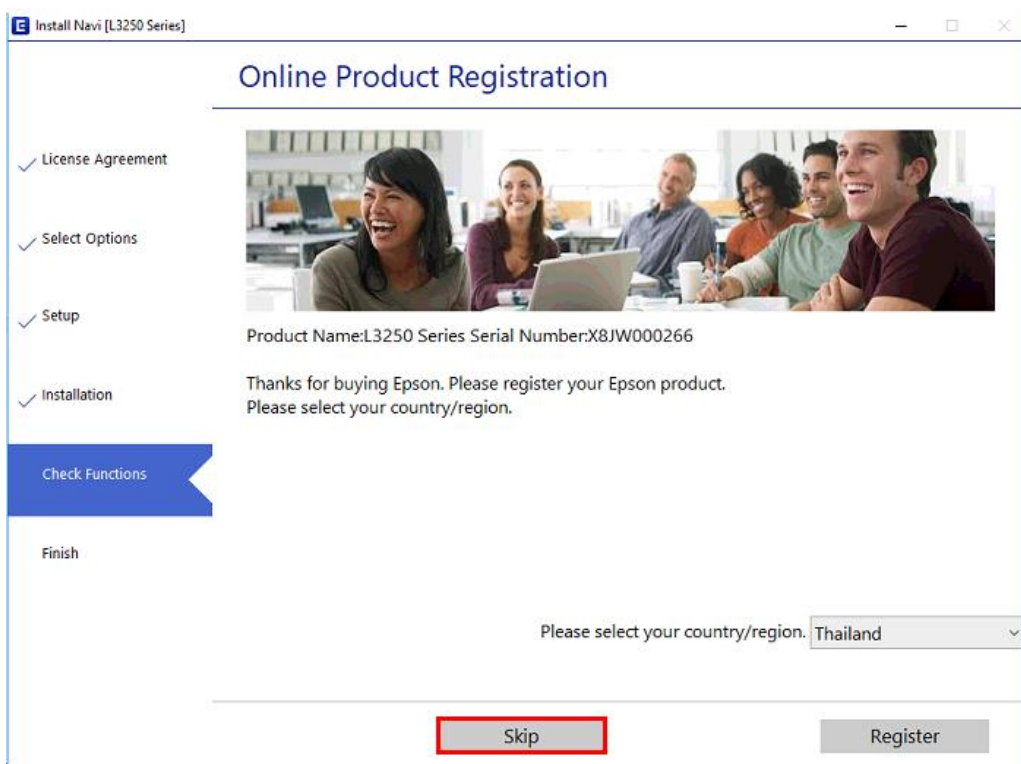 Install Navi [L3250 Series]
Online Product Registration
License Agreement
Select Options
Setup
Installation
Check Functions
Finish
Product Name:L3250 Series Serial Number:X8JW000266
Thanks for buying Epson. Please register your Epson product.
Please select your country/region.
Please select your country/region. Thailand
Skip
Register